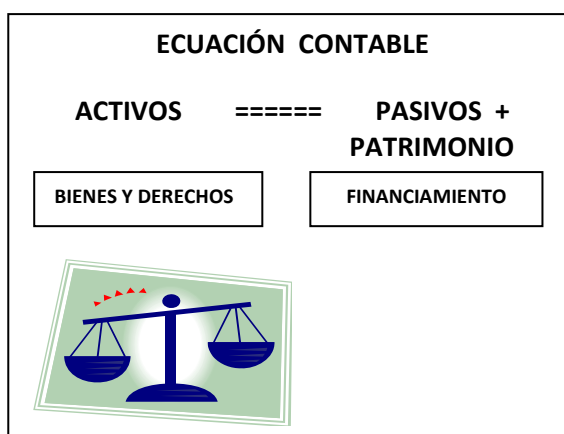 ECUACIÓN CONTABLE
ACTIVOS ====== PASIVOS +
PATRIMONIO
BIENES Y DERECHOS FINANCIAMIENTO